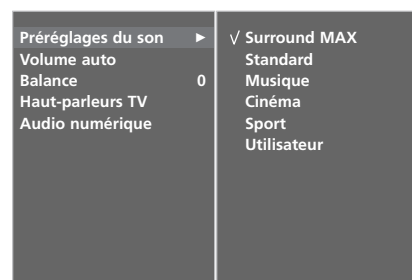 Préréglages du son ►
Volume auto
Balance 0
Haut-parleurs TV
Audio numérique
√ Surround MAX
Standard
Musique
Cinéma
Sport
Utilisateur